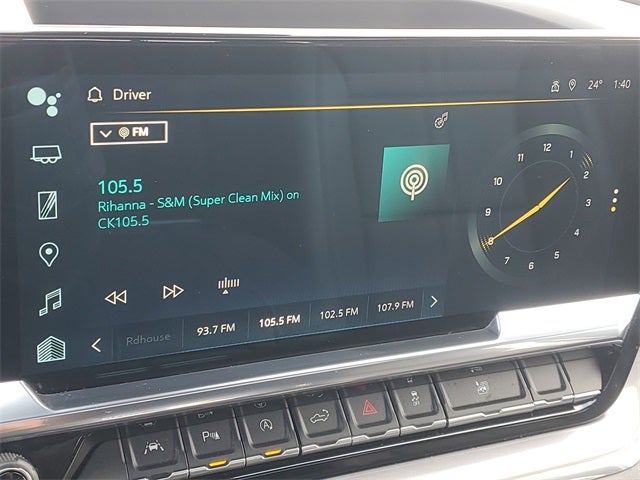 Driver
24° 1:40
FM
105.5
Rihanna - S&M (Super Clean Mix) on
CK105.5
12
11 1
10 2
9 3
8 4
7 5
6
Rdhouse 93.7 FM 105.5 FM 102.5 FM 107.9 FM
P
A